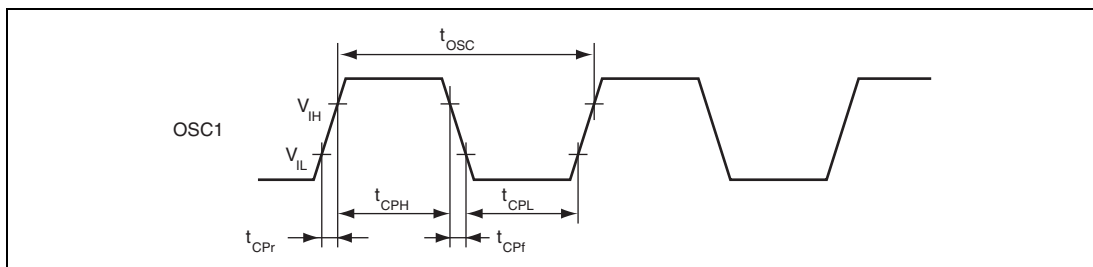 tOSC
VIH
OSC1
VIL
tCPH
tCPL
tCPr
tCPf